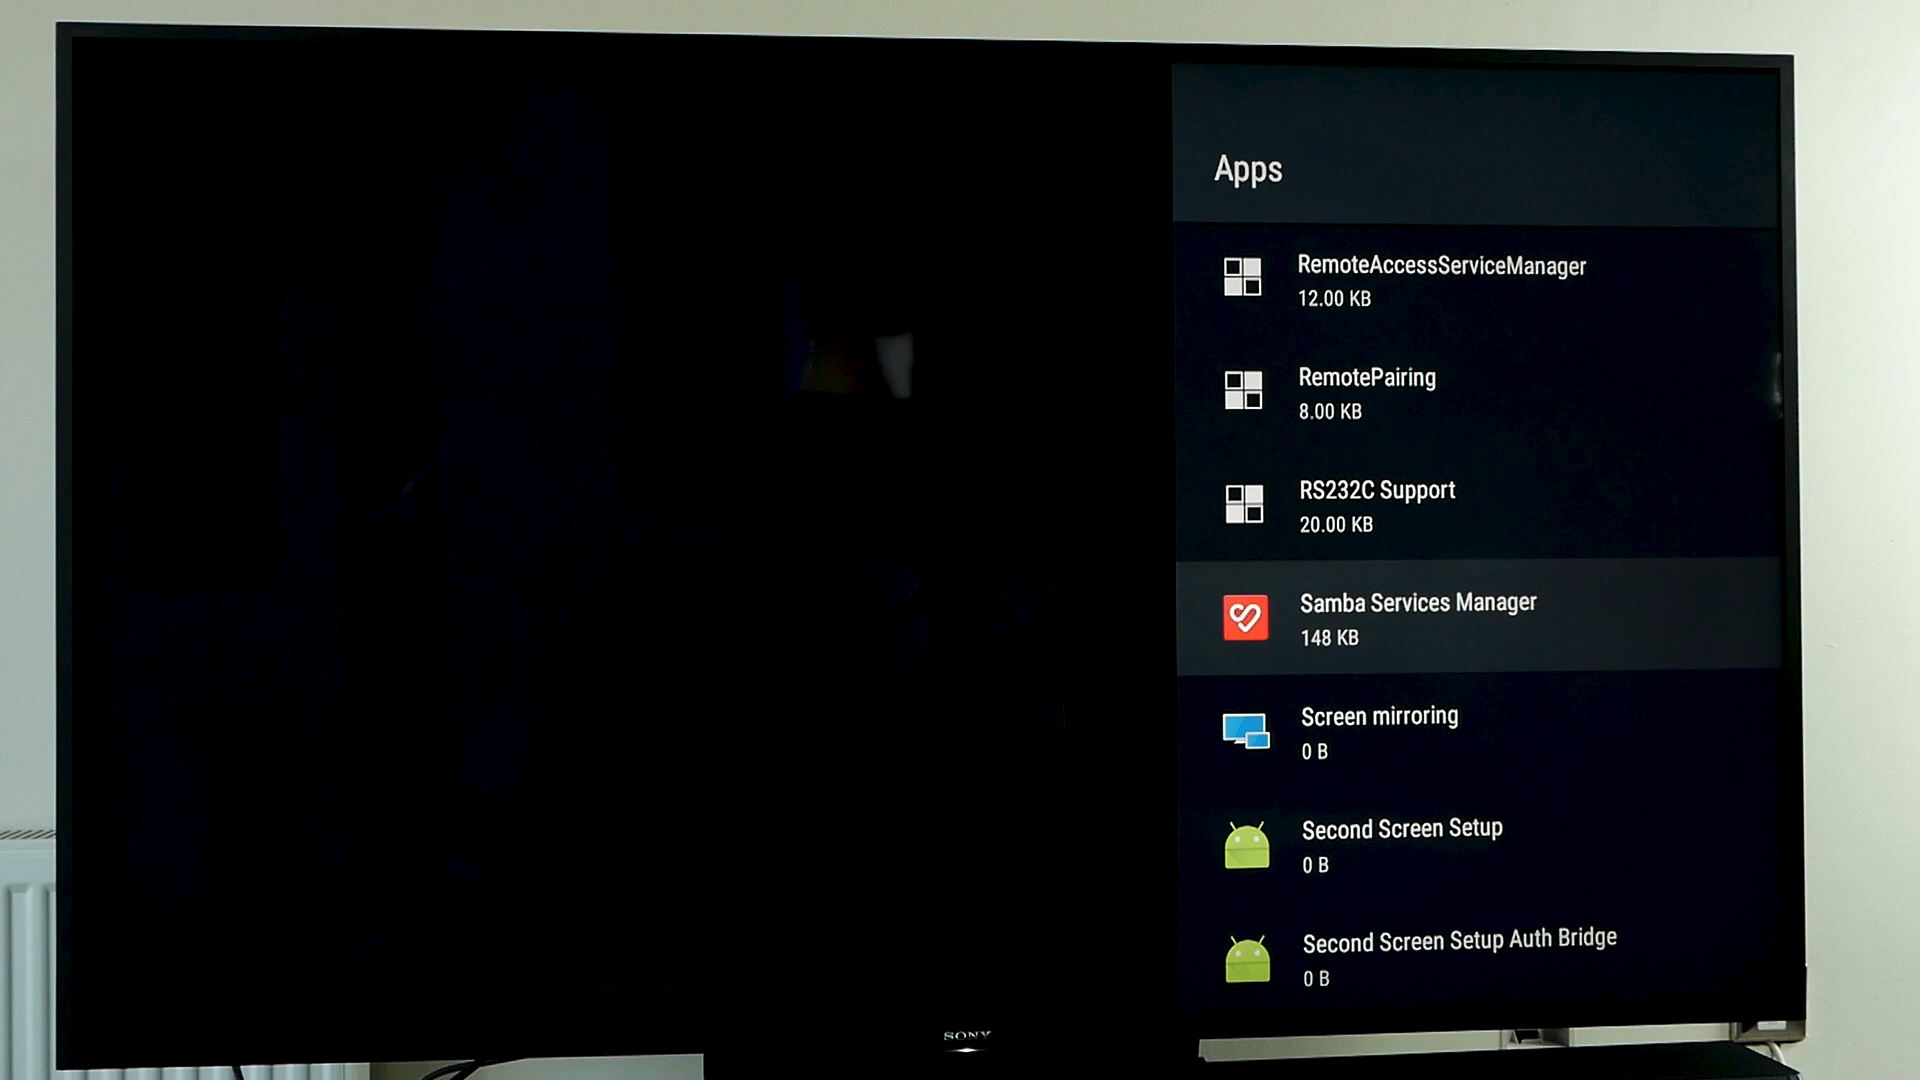 Apps
RemoteAccessServiceManager
12.00 KB
RemotePairing
8.00 KB
RS232C Support
20.00 KB
Samba Services Manager
148 KB
Screen mirroring
0 B
Second Screen Setup
0 B
Second Screen Setup Auth Bridge
0 B
SONY